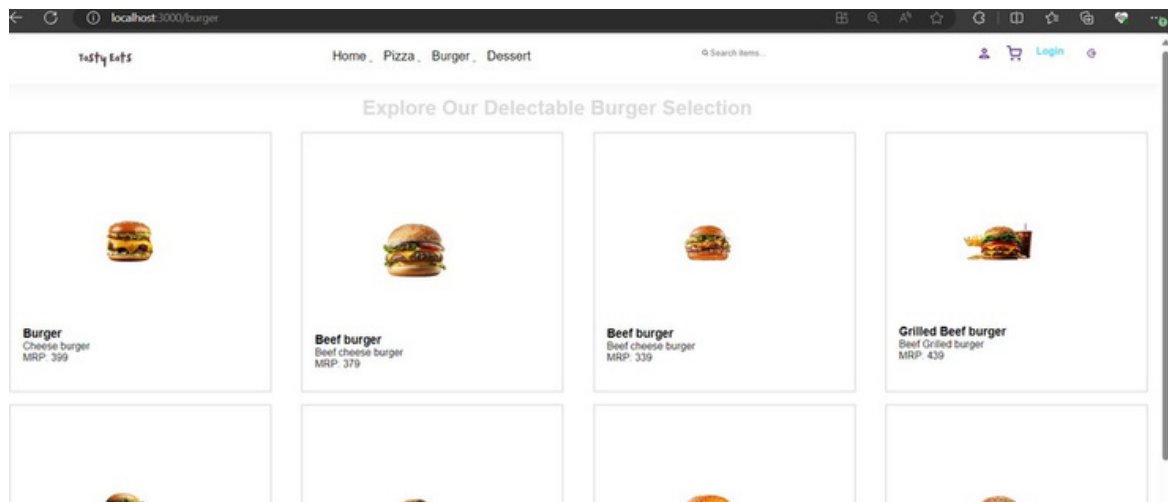 localhost:3000/burger
Tasty Eats
Home
Pizza
Burger
Dessert
Search items...
Login
Explore Our Delectable Burger Selection
Burger
Cheese burger
MRP: 399
Beef burger
Beef cheese burger
MRP: 379
Beef burger
Beef cheese burger
MRP: 339
Grilled Beef burger
Beef Grilled burger
MRP: 439